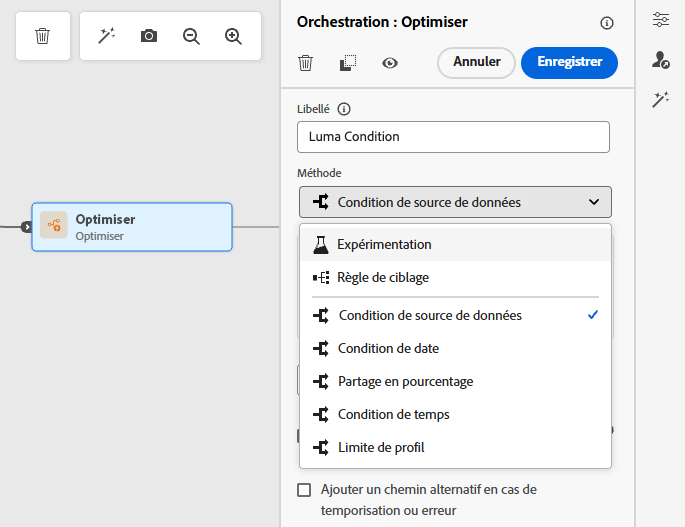 Orchestration : Optimiser
Annuler
Enregistrer
Libellé
Luma Condition
Méthode
Condition de source de données
Optimiser
Optimiser
Expérimentation
Règle de ciblage
Condition de source de données
Condition de date
Partage en pourcentage
Condition de temps
Limite de profil
Ajouter un chemin alternatif en cas de
temporisation ou erreur